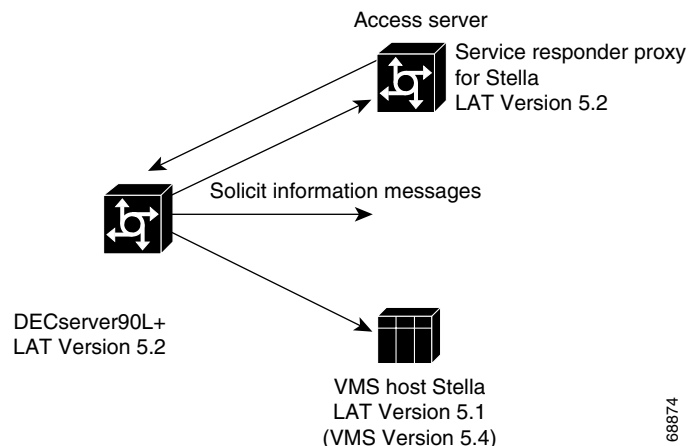 Access server
Service responder proxy
for Stella
LAT Version 5.2
Solicit information messages
DECserver90L+
LAT Version 5.2
VMS host Stella
LAT Version 5.1
(VMS Version 5.4)
68874